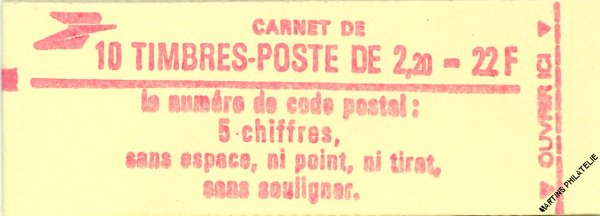 CARNET DE
10 TIMBRES-POSTE DE 2,20 - 22 F
le numéro de code postal :
5 chiffres,
sans espace, ni point, ni tiret,
sans souligner.
OUVRIR ICI
MARTINS PHILATELIE